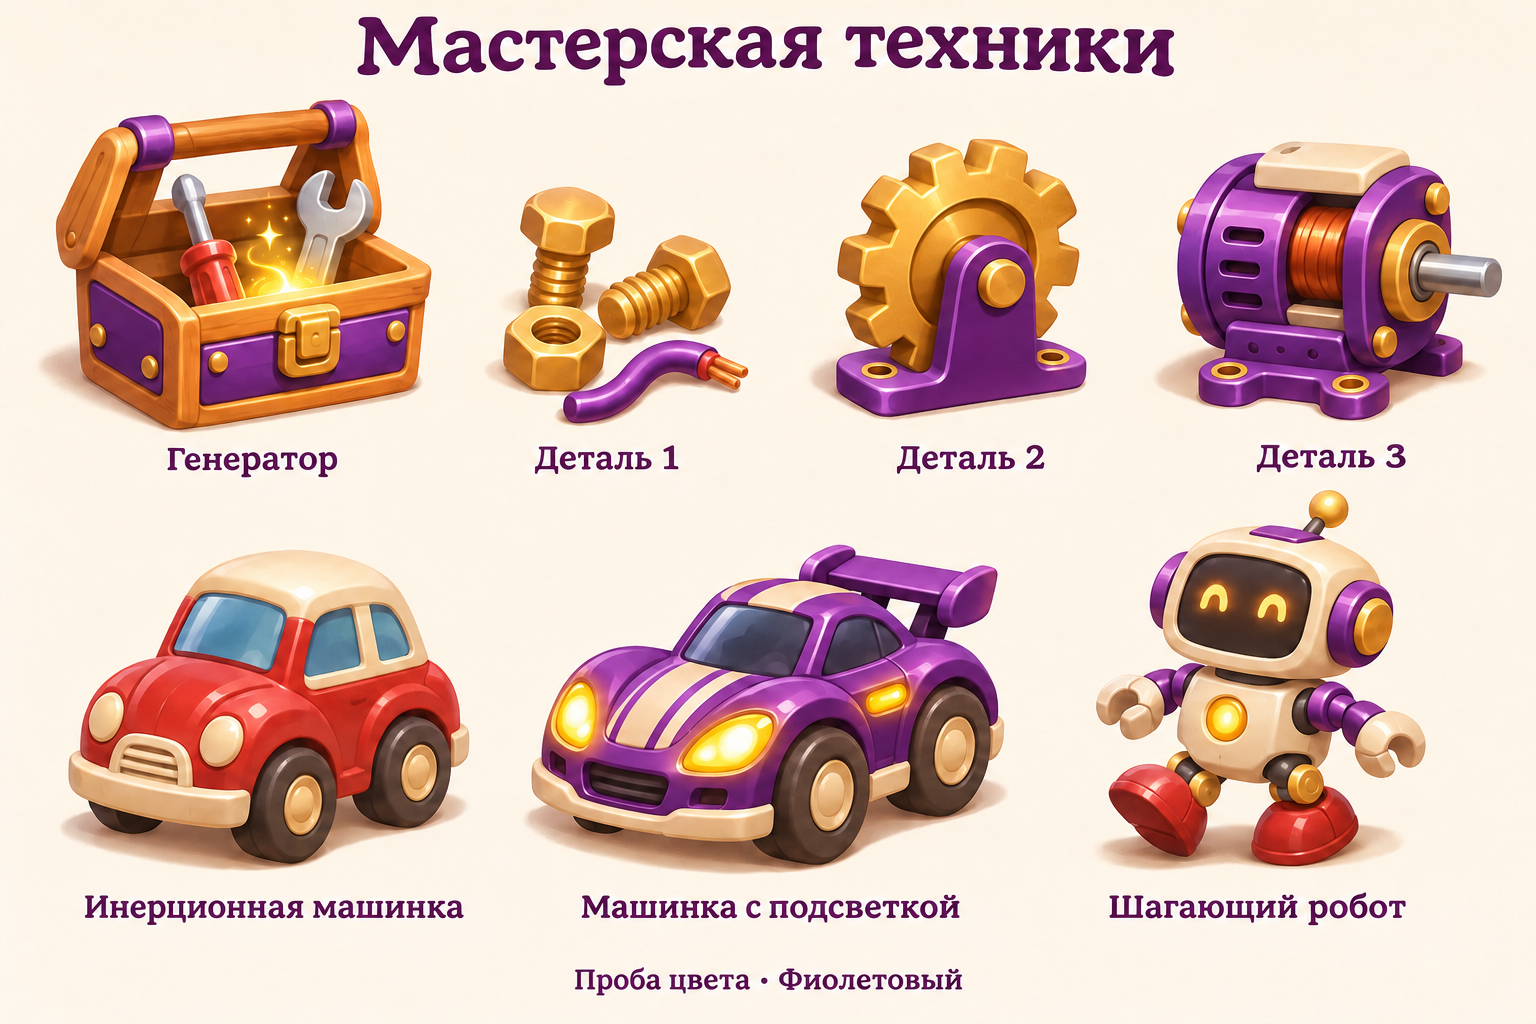 Мастерская техники
Генератор
Деталь 1
Деталь 2
Деталь 3
Инерционная машинка
Машинка с подсветкой
Шагающий робот
Проба цвета • Фиолетовый